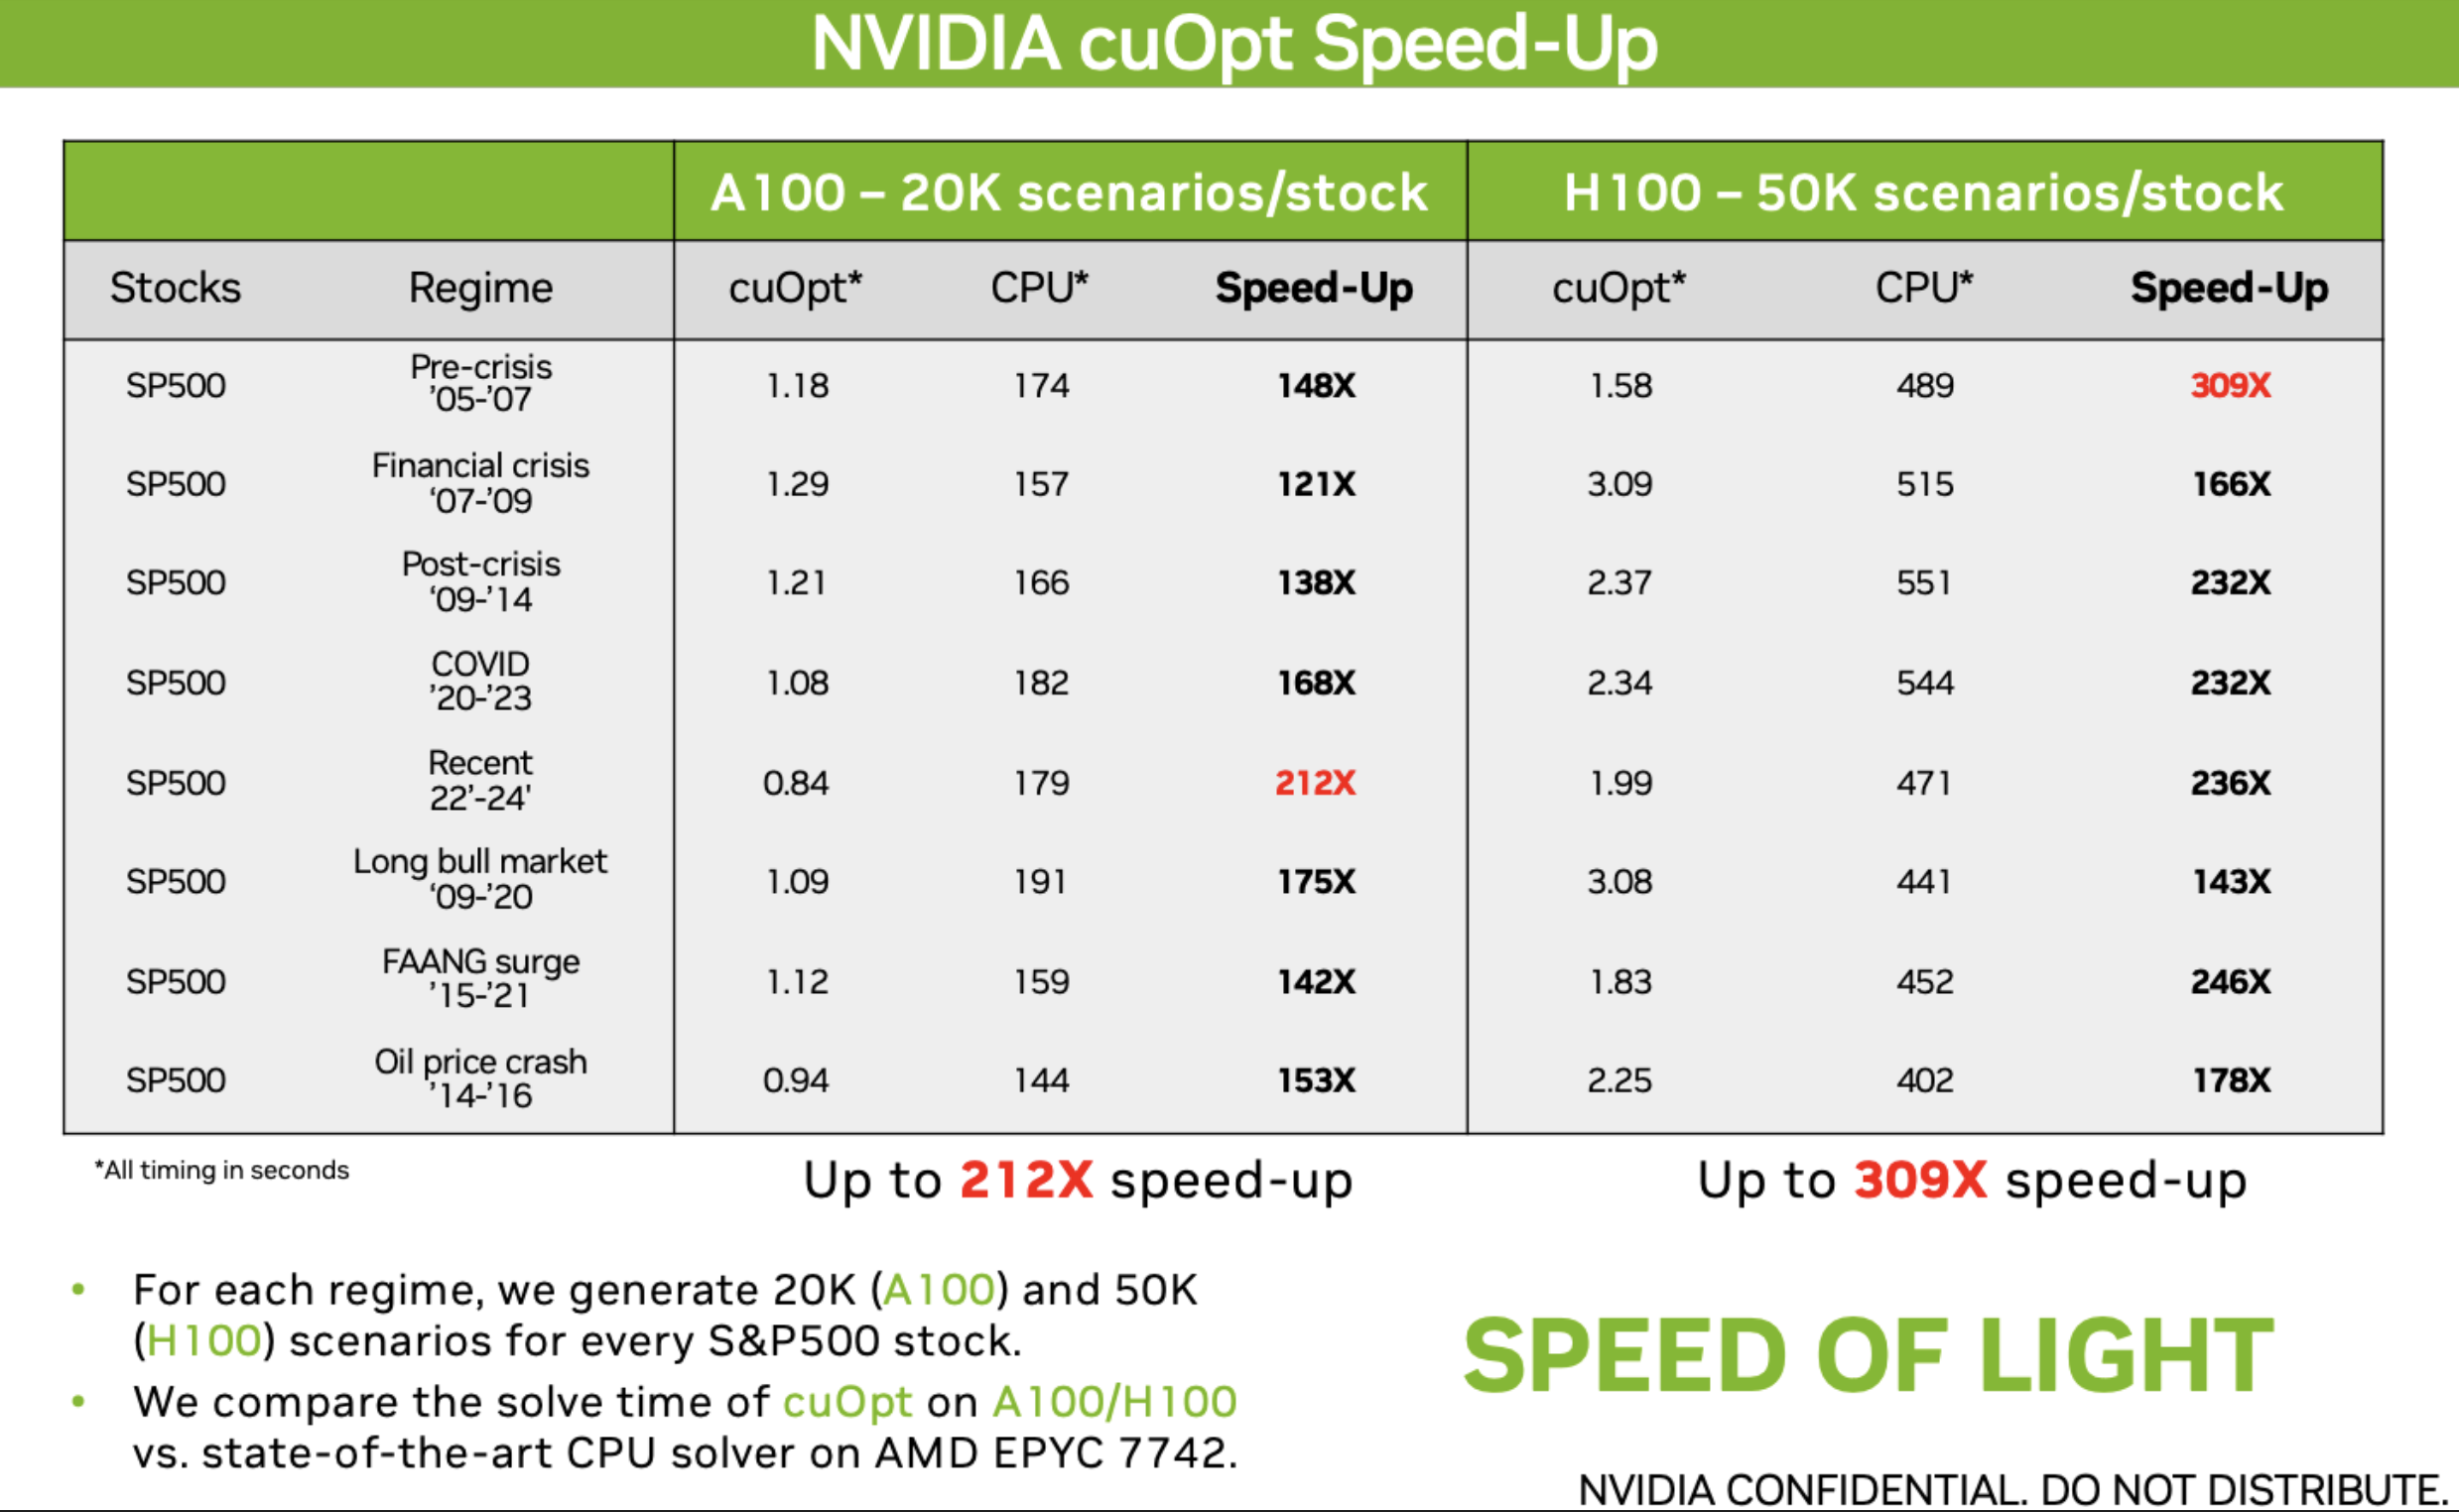 NVIDIA cuOpt Speed-Up
A100 – 20K scenarios/stock H100 – 50K scenarios/stock
Stocks Regime cuOpt* CPU* Speed-Up cuOpt* CPU* Speed-Up
SP500 Pre-crisis ’05-’07 1.18 174 148X 1.58 489 309X
SP500 Financial crisis ‘07-’09 1.29 157 121X 3.09 515 166X
SP500 Post-crisis ‘09-’14 1.21 166 138X 2.37 551 232X
SP500 COVID ’20-’23 1.08 182 168X 2.34 544 232X
SP500 Recent 22’-24' 0.84 179 212X 1.99 471 236X
SP500 Long bull market ‘09-’20 1.09 191 175X 3.08 441 143X
SP500 FAANG surge ’15-’21 1.12 159 142X 1.83 452 246X
SP500 Oil price crash ’14-’16 0.94 144 153X 2.25 402 178X
*All timing in seconds
Up to 212X speed-up
Up to 309X speed-up
• For each regime, we generate 20K (A100) and 50K
(H100) scenarios for every S&P500 stock.
• We compare the solve time of cuOpt on A100/H100
vs. state-of-the-art CPU solver on AMD EPYC 7742.
SPEED OF LIGHT
NVIDIA CONFIDENTIAL. DO NOT DISTRIBUTE.